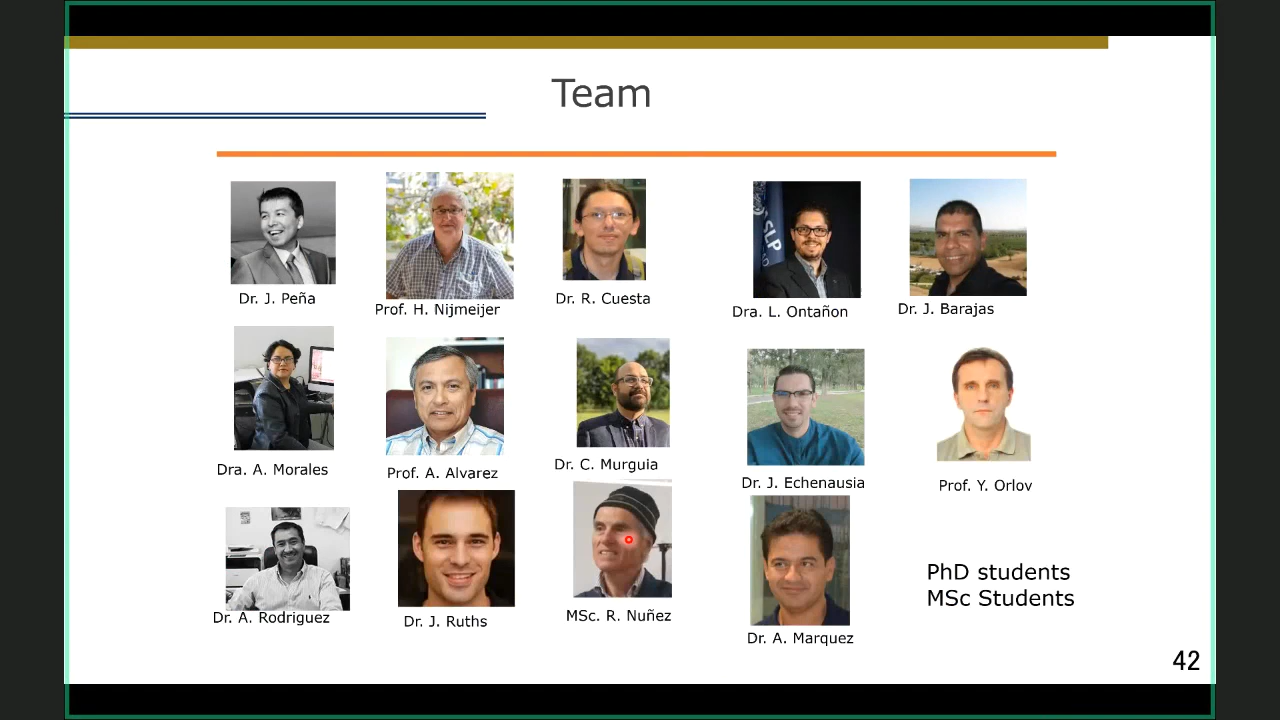 Team
SLP
Dr. J. Peña
Prof. H. Nijmeijer
Dr. R. Cuesta
Dra. L. Ontañon
Dr. J. Barajas
Dra. A. Morales
Prof. A. Alvarez
Dr. C. Murguia
Dr. J. Echenausia
Prof. Y. Orlov
Dr. A. Rodriguez
Dr. J. Ruths
MSc. R. Nuñez
Dr. A. Marquez
PhD students
MSc Students
42